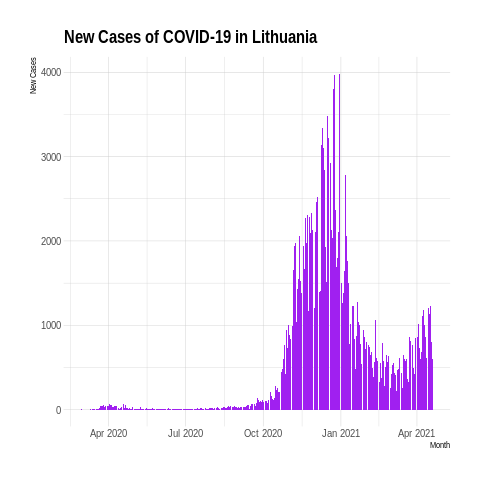 New Cases of COVID-19 in Lithuania
New Cases
4000
3000
2000
1000
0
Apr 2020 Jul 2020 Oct 2020 Jan 2021 Apr 2021
Month